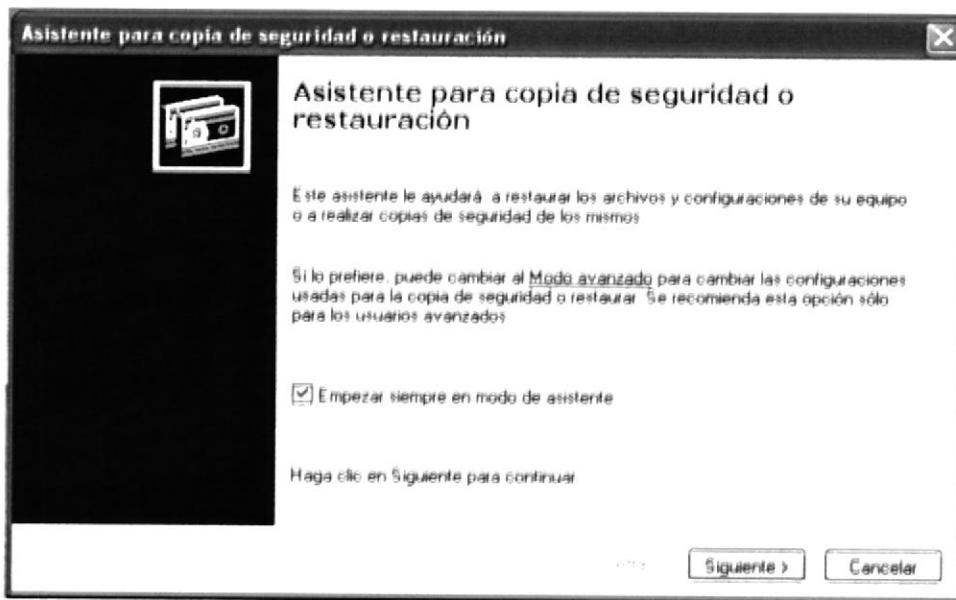 Asistente para copia de seguridad o restauración
Asistente para copia de seguridad o
restauración
Este asistente le ayudará a restaurar los archivos y configuraciones de su equipo
o a realizar copias de seguridad de los mismos
Si lo prefiere, puede cambiar al Modo avanzado para cambiar las configuraciones
usadas para la copia de seguridad o restaurar. Se recomienda esta opción sólo
para los usuarios avanzados
Empezar siempre en modo de asistente
Haga clic en Siguiente para continuar
Siguiente >
Cancelar